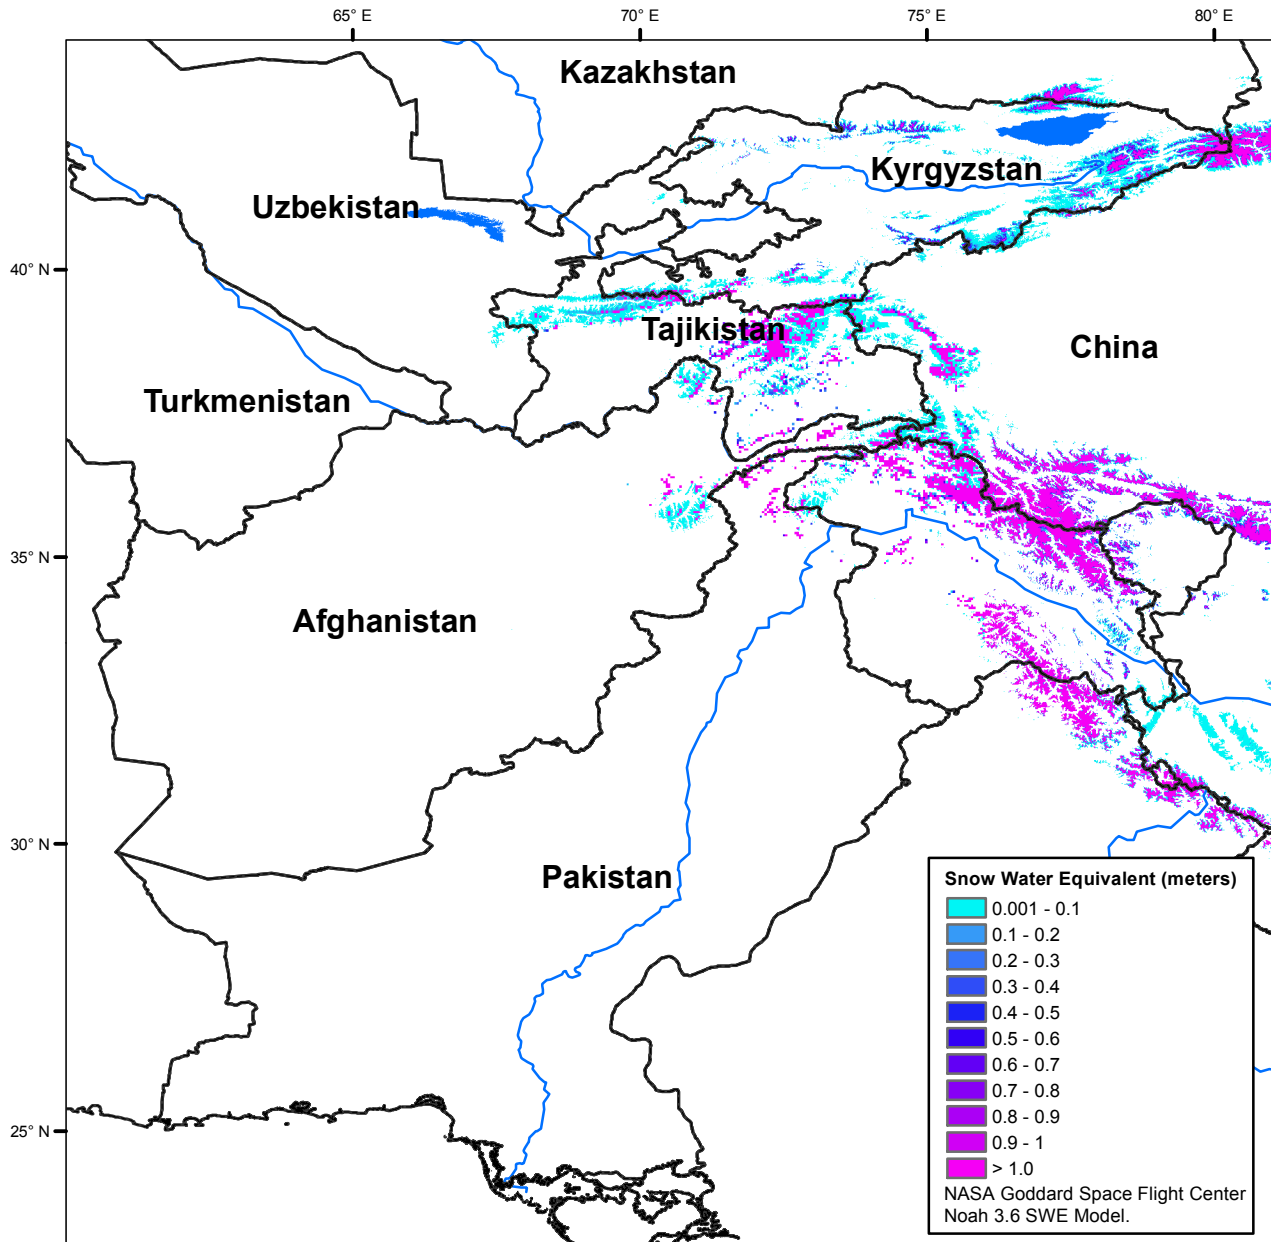 65° E
70° E
75° E
80° E
Kazakhstan
Kyrgyzstan
Uzbekistan
40° N
Tajikistan
China
Turkmenistan
35° N
Afghanistan
30° N
Pakistan
25° N
Snow Water Equivalent (meters)
0.001 - 0.1
0.1 - 0.2
0.2 - 0.3
0.3 - 0.4
0.4 - 0.5
0.5 - 0.6
0.6 - 0.7
0.7 - 0.8
0.8 - 0.9
0.9 - 1
> 1.0
NASA Goddard Space Flight Center
Noah 3.6 SWE Model.